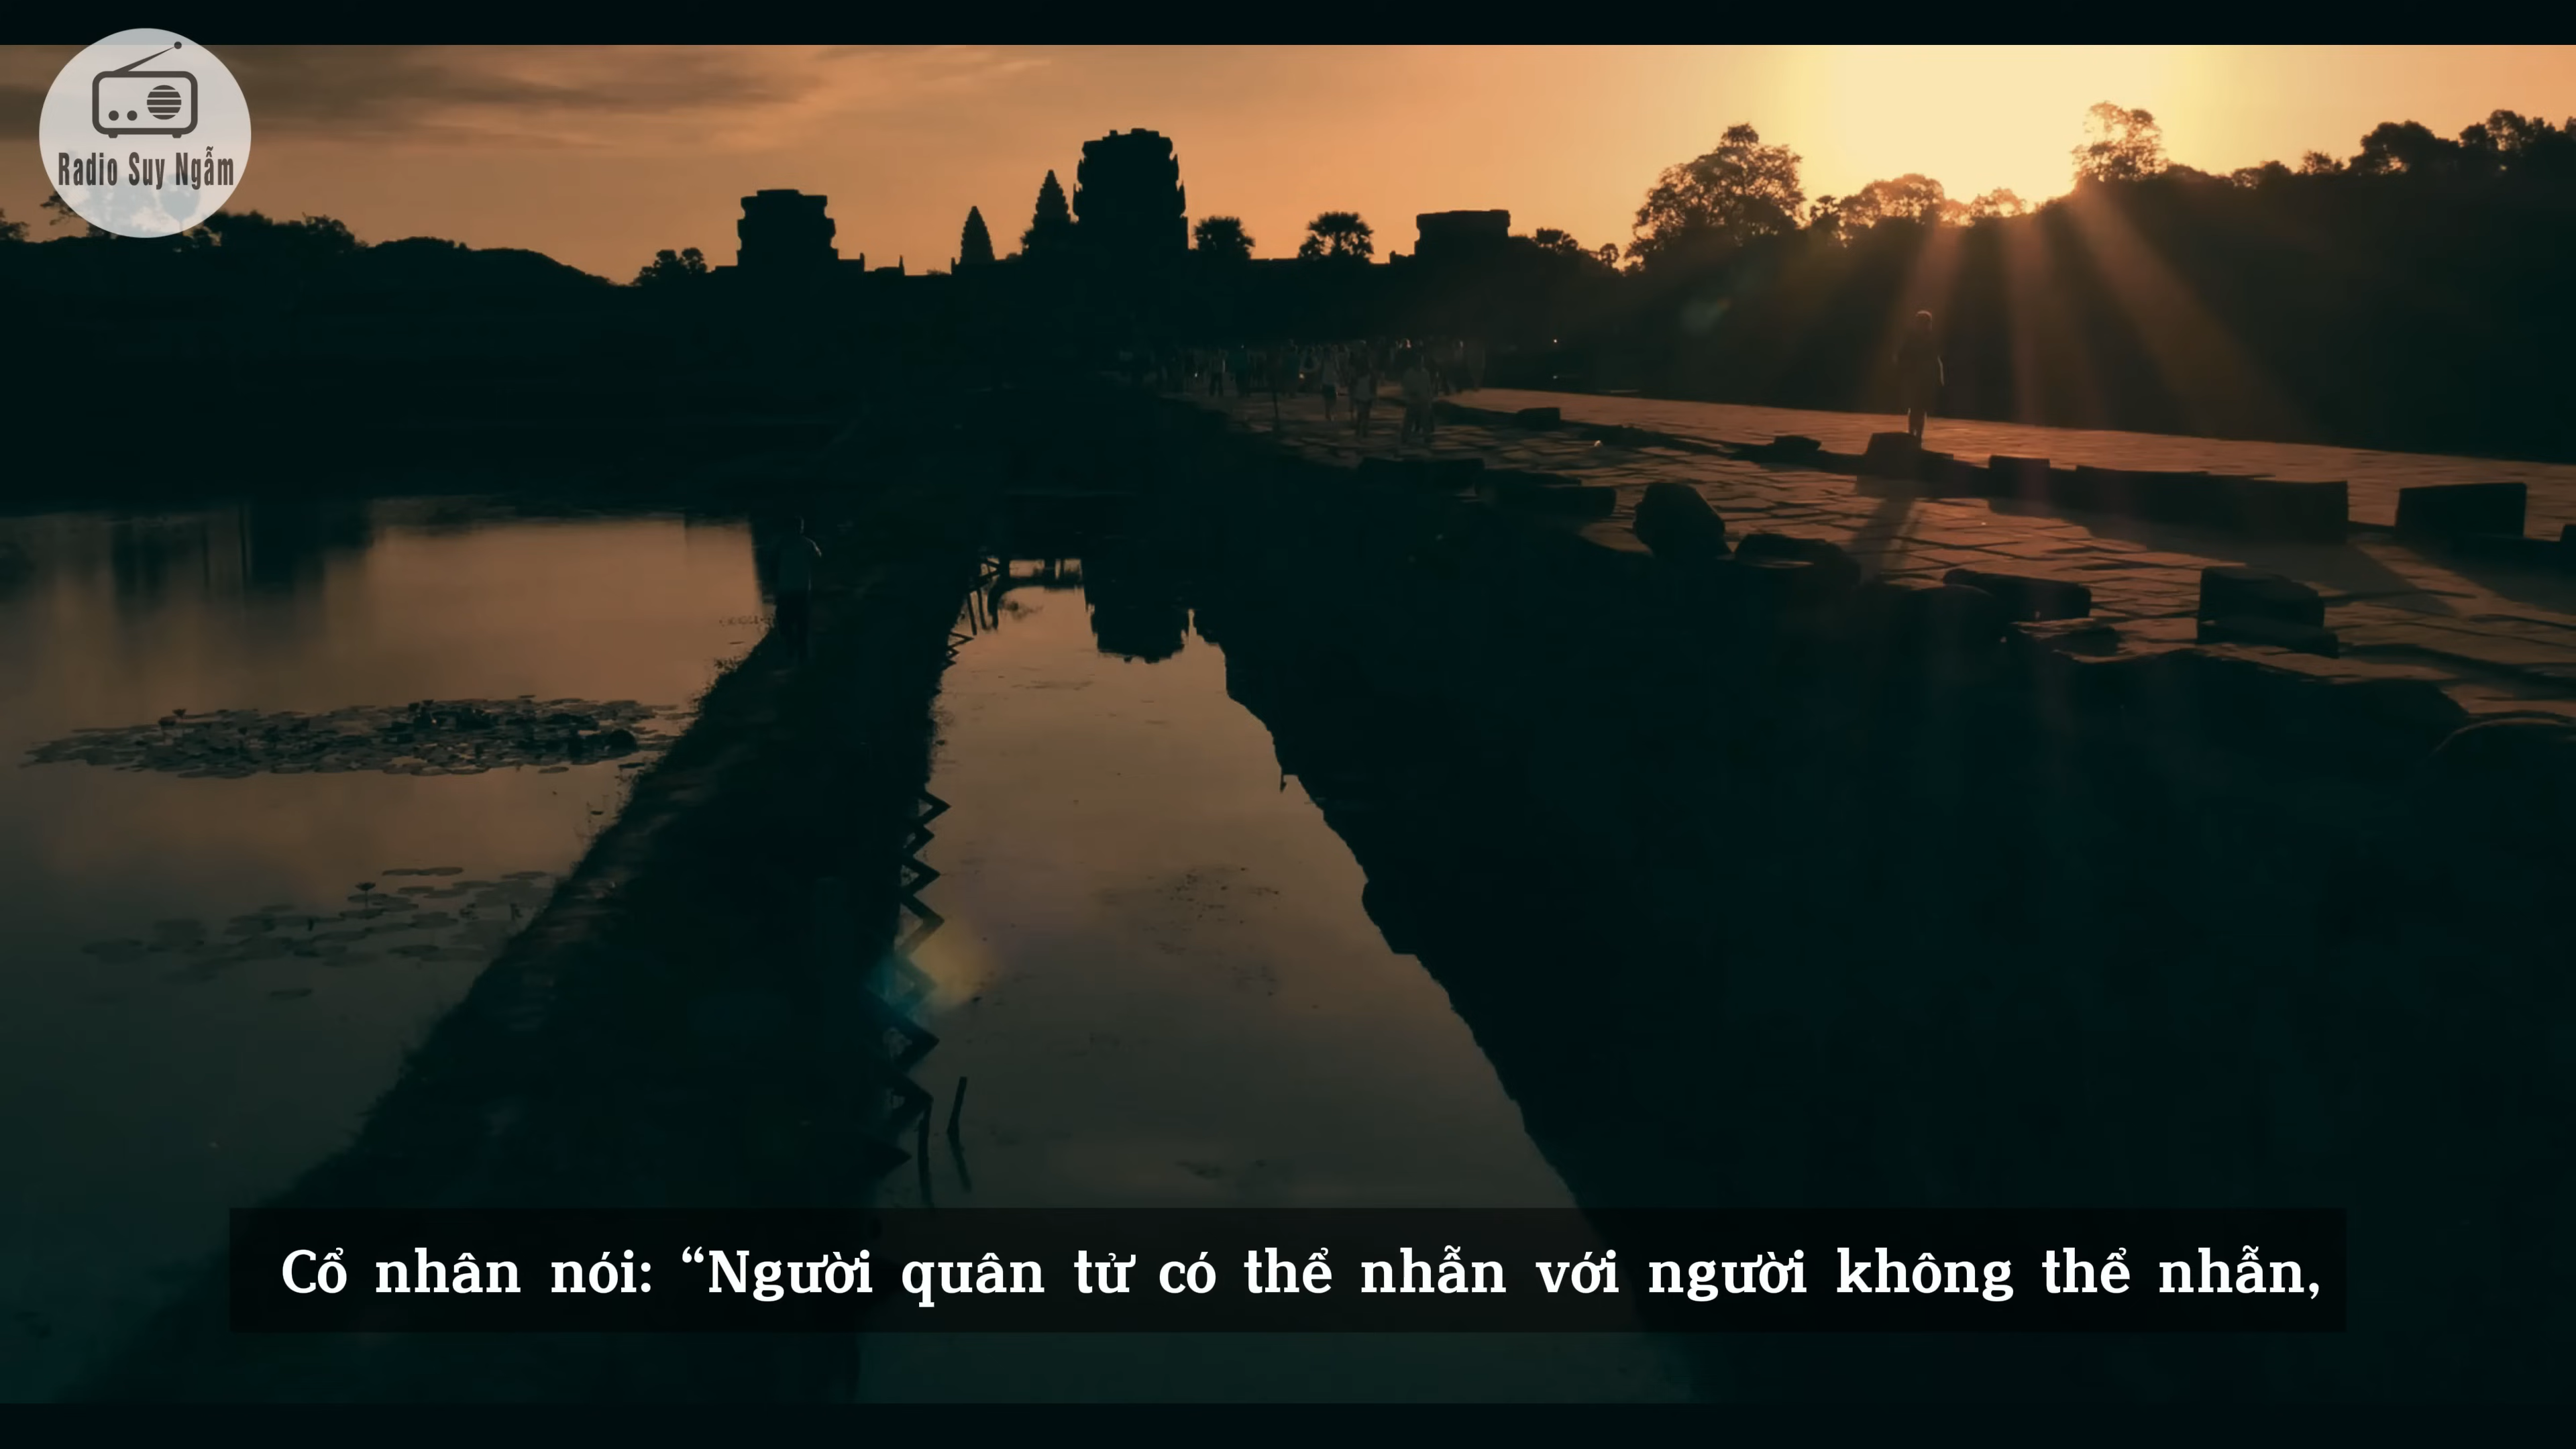 Radio Suy Ngẫm
Cổ nhân nói: “Người quân tử có thể nhẫn với người không thể nhẫn,